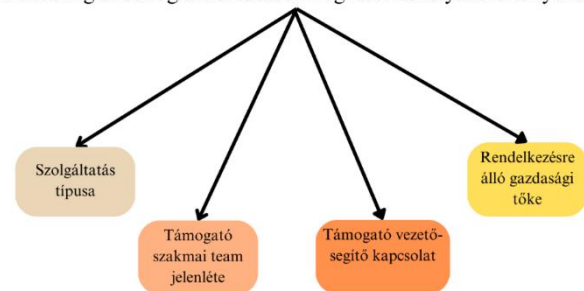 Szolgáltatás
típusa
Támogató
szakmai team
jelenléte
Támogató vezető-
segítő kapcsolat
Rendelkezésre
álló gazdasági
tőke